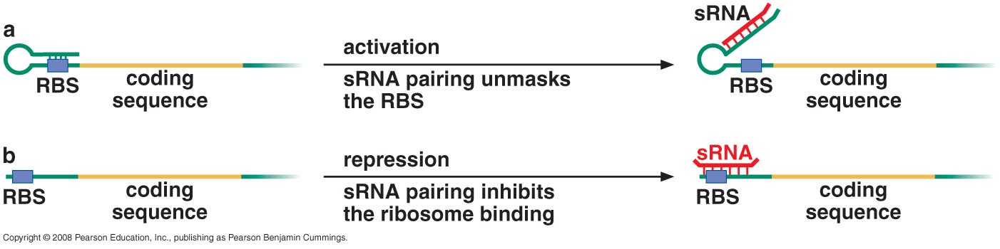 a
RBS
coding
sequence
activation
sRNA pairing unmasks
the RBS
sRNA
RBS
coding
sequence
b
RBS
coding
sequence
repression
sRNA pairing inhibits
the ribosome binding
sRNA
RBS
coding
sequence
Copyright © 2008 Pearson Education, Inc., publishing as Pearson Benjamin Cummings.